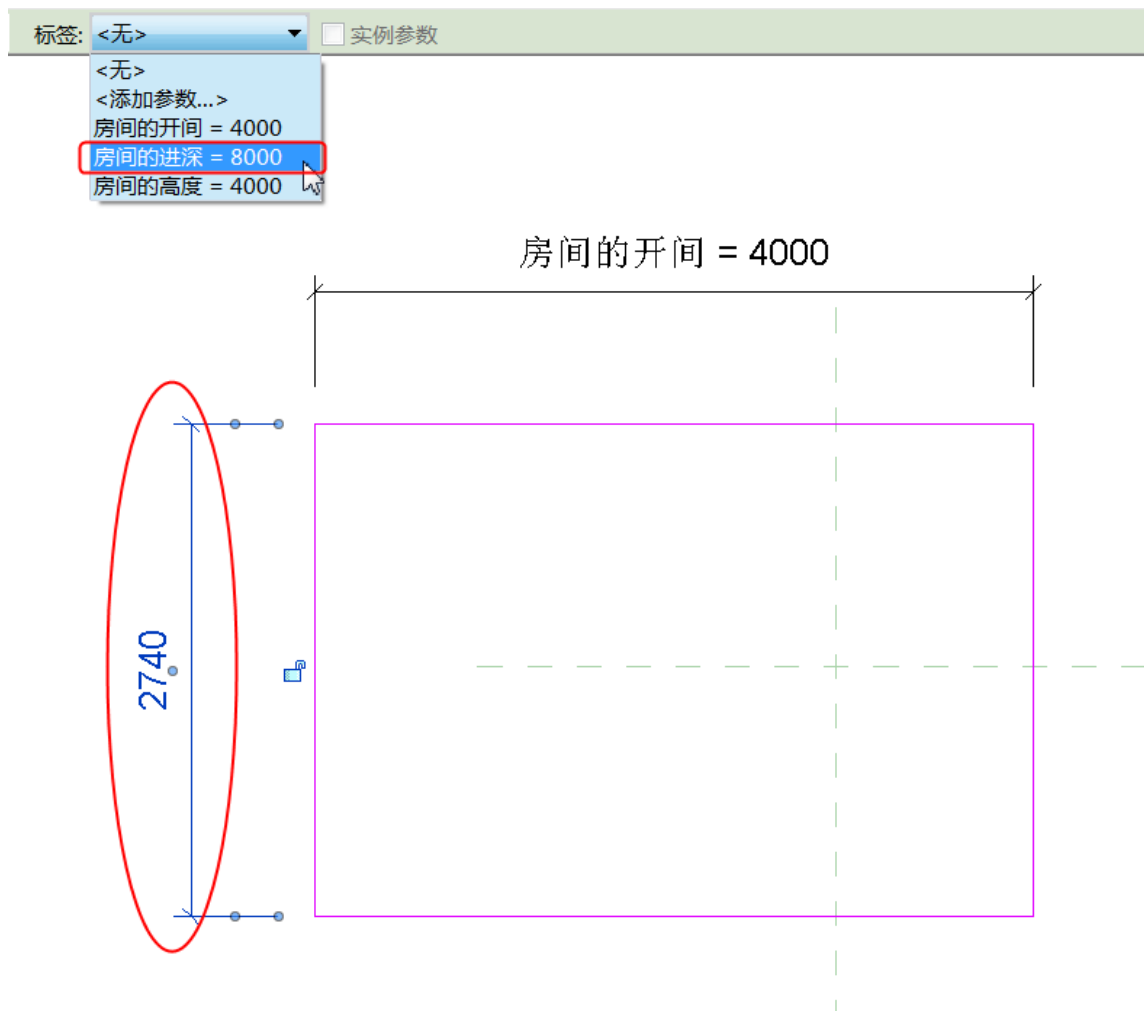 标签: <无> 实例参数
<无>
<添加参数...>
房间的开间 = 4000
房间的进深 = 8000
房间的高度 = 4000
房间的开间 = 4000
2740